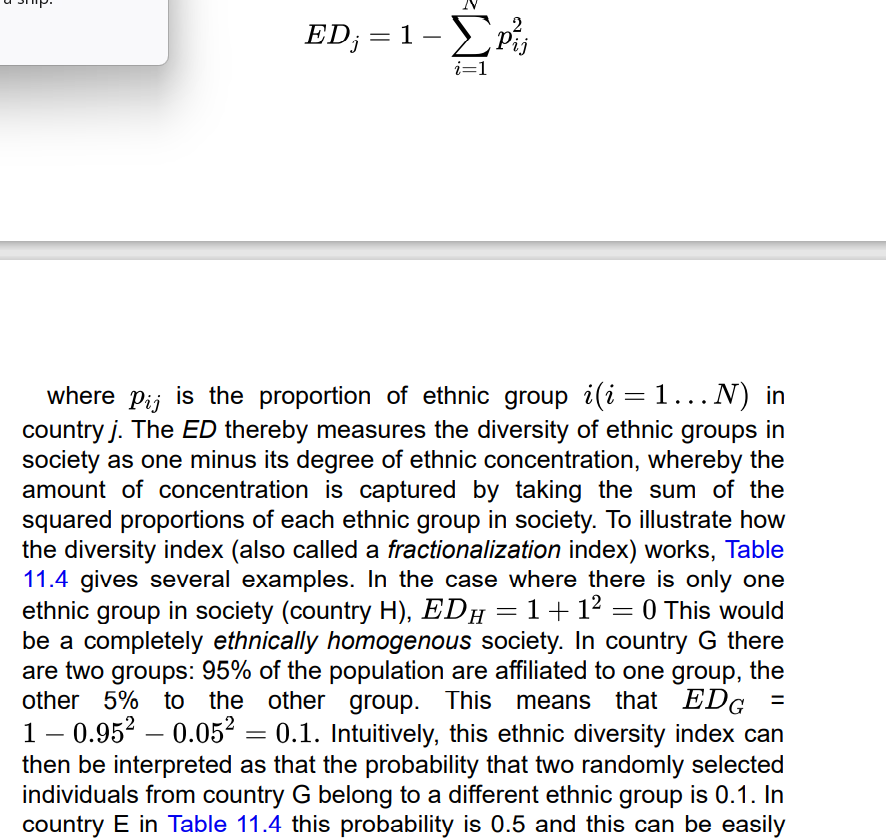 ED_j = 1 − ∑_{i=1}^{N} p_{ij}^2
where p_{ij} is the proportion of ethnic group i(i = 1 . . . N) in
country j. The ED thereby measures the diversity of ethnic groups in
society as one minus its degree of ethnic concentration, whereby the
amount of concentration is captured by taking the sum of the
squared proportions of each ethnic group in society. To illustrate how
the diversity index (also called a fractionalization index) works, Table
11.4 gives several examples. In the case where there is only one
ethnic group in society (country H), ED_H = 1 + 1² = 0 This would
be a completely ethnically homogenous society. In country G there
are two groups: 95% of the population are affiliated to one group, the
other 5% to the other group. This means that ED_G =
1 − 0.95² − 0.05² = 0.1. Intuitively, this ethnic diversity index can
then be interpreted as that the probability that two randomly selected
individuals from country G belong to a different ethnic group is 0.1. In
country E in Table 11.4 this probability is 0.5 and this can be easily